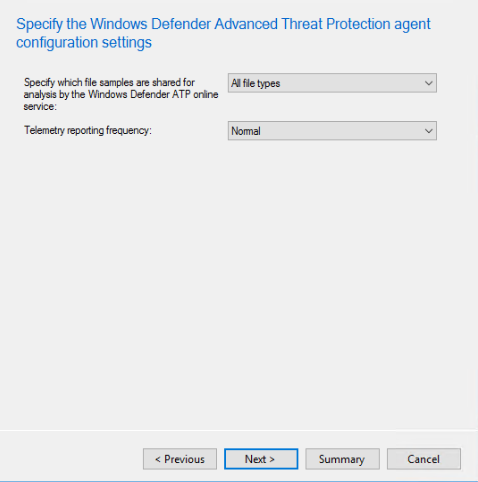 Specify the Windows Defender Advanced Threat Protection agent
configuration settings
Specify which file samples are shared for
analysis by the Windows Defender ATP online
service:
All file types
Telemetry reporting frequency:
Normal
< Previous
Next >
Summary
Cancel